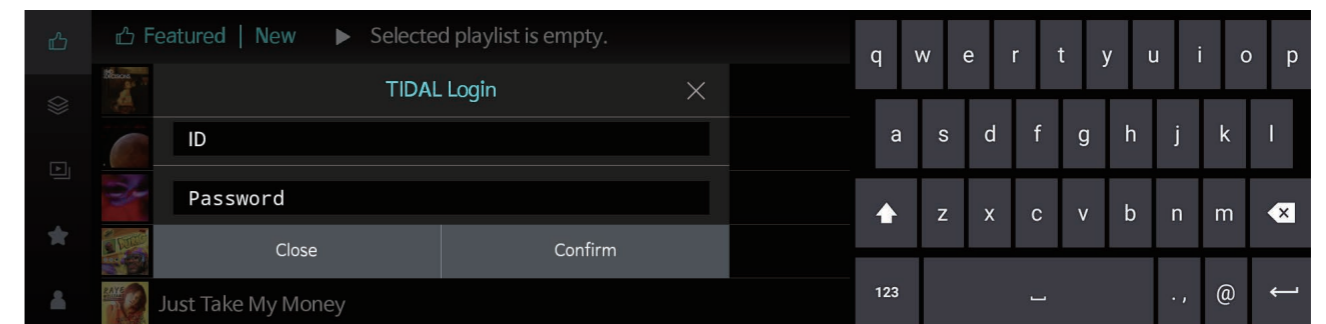 Featured | New ▶ Selected playlist is empty.
TIDAL Login
ID
Password
Close Confirm
Just Take My Money
q w e r t y u i o p
a s d f g h j k l
z x c v b n m
123 . , @